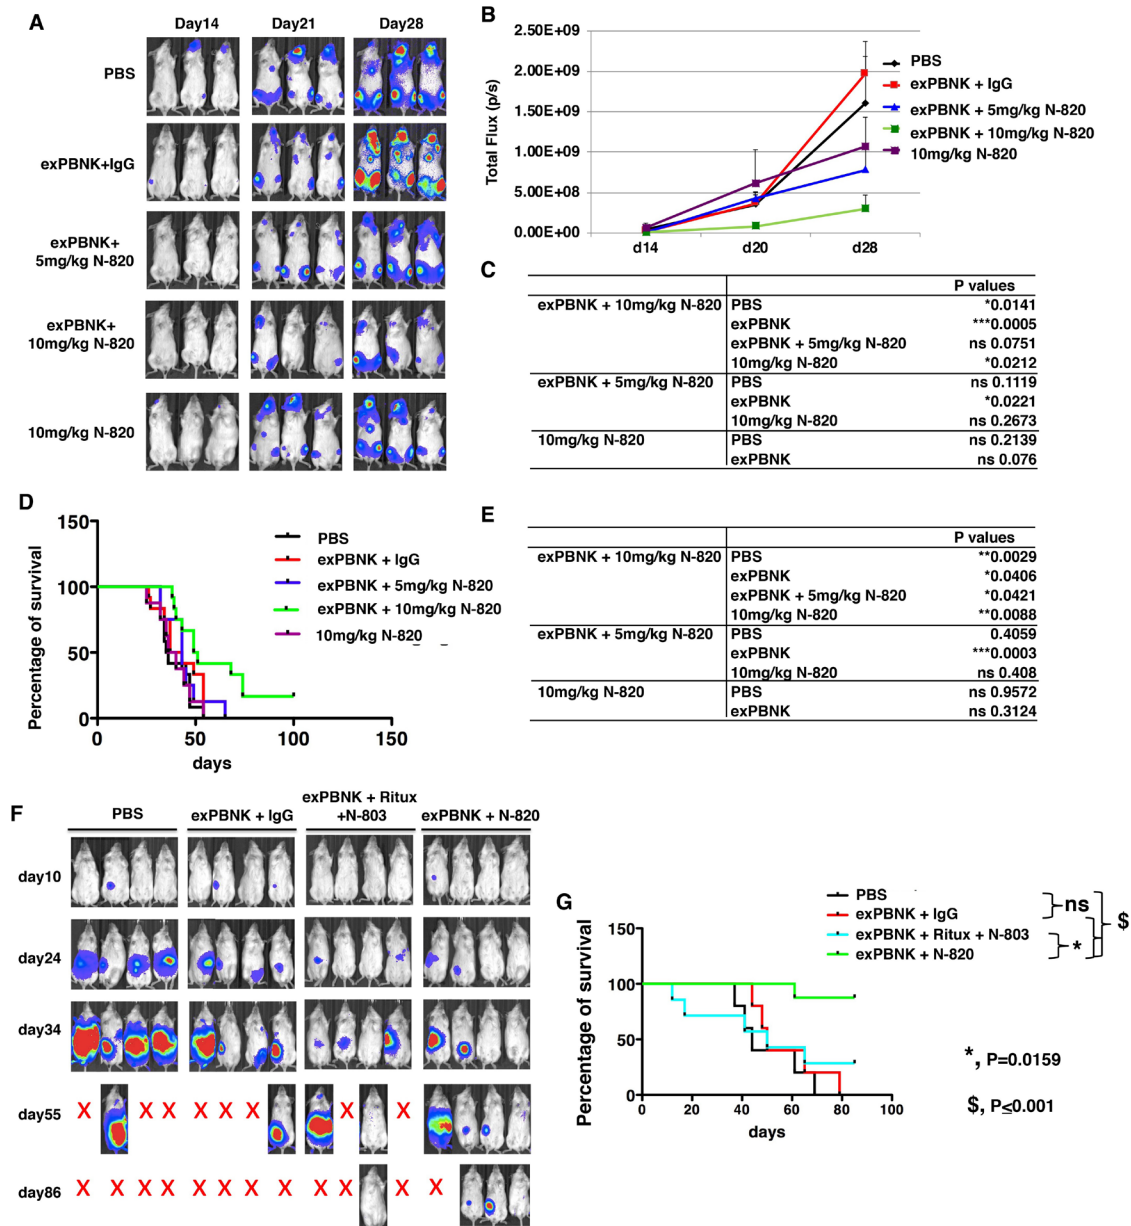 A
Day14 Day21 Day28
PBS
exPBNK+IgG
exPBNK+
5mg/kg N-820
exPBNK+
10mg/kg N-820
10mg/kg N-820
B
2.50E+09
2.00E+09
1.50E+09
1.00E+09
5.00E+08
0.00E+00
Total Flux (p/s)
d14 d20 d28
PBS
exPBNK + IgG
exPBNK + 5mg/kg N-820
exPBNK + 10mg/kg N-820
10mg/kg N-820
C
P values
exPBNK + 10mg/kg N-820 PBS *0.0141
exPBNK ***0.0005
exPBNK + 5mg/kg N-820 ns 0.0751
10mg/kg N-820 *0.0212
exPBNK + 5mg/kg N-820 PBS ns 0.1119
exPBNK *0.0221
10mg/kg N-820 ns 0.2673
10mg/kg N-820 PBS ns 0.2139
exPBNK ns 0.076
D
150
100
50
0
Percentage of survival
0 50 100 150
days
PBS
exPBNK + IgG
exPBNK + 5mg/kg N-820
exPBNK + 10mg/kg N-820
10mg/kg N-820
E
P values
exPBNK + 10mg/kg N-820 PBS **0.0029
exPBNK *0.0406
exPBNK + 5mg/kg N-820 *0.0421
10mg/kg N-820 **0.0088
exPBNK + 5mg/kg N-820 PBS 0.4059
exPBNK ***0.0003
10mg/kg N-820 ns 0.408
10mg/kg N-820 PBS ns 0.9572
exPBNK ns 0.3124
F
PBS exPBNK + IgG exPBNK + Ritux
+N-803 exPBNK + N-820
day10
day24
day34
day55 X X X X X X X X
day86 X X X X X X X X X X X X
G
PBS
exPBNK + IgG
exPBNK + Ritux + N-803
exPBNK + N-820
ns
*
$
150
100
50
0
Percentage of survival
0 20 40 60 80 100
days
*, P=0.0159
$, P≤0.001